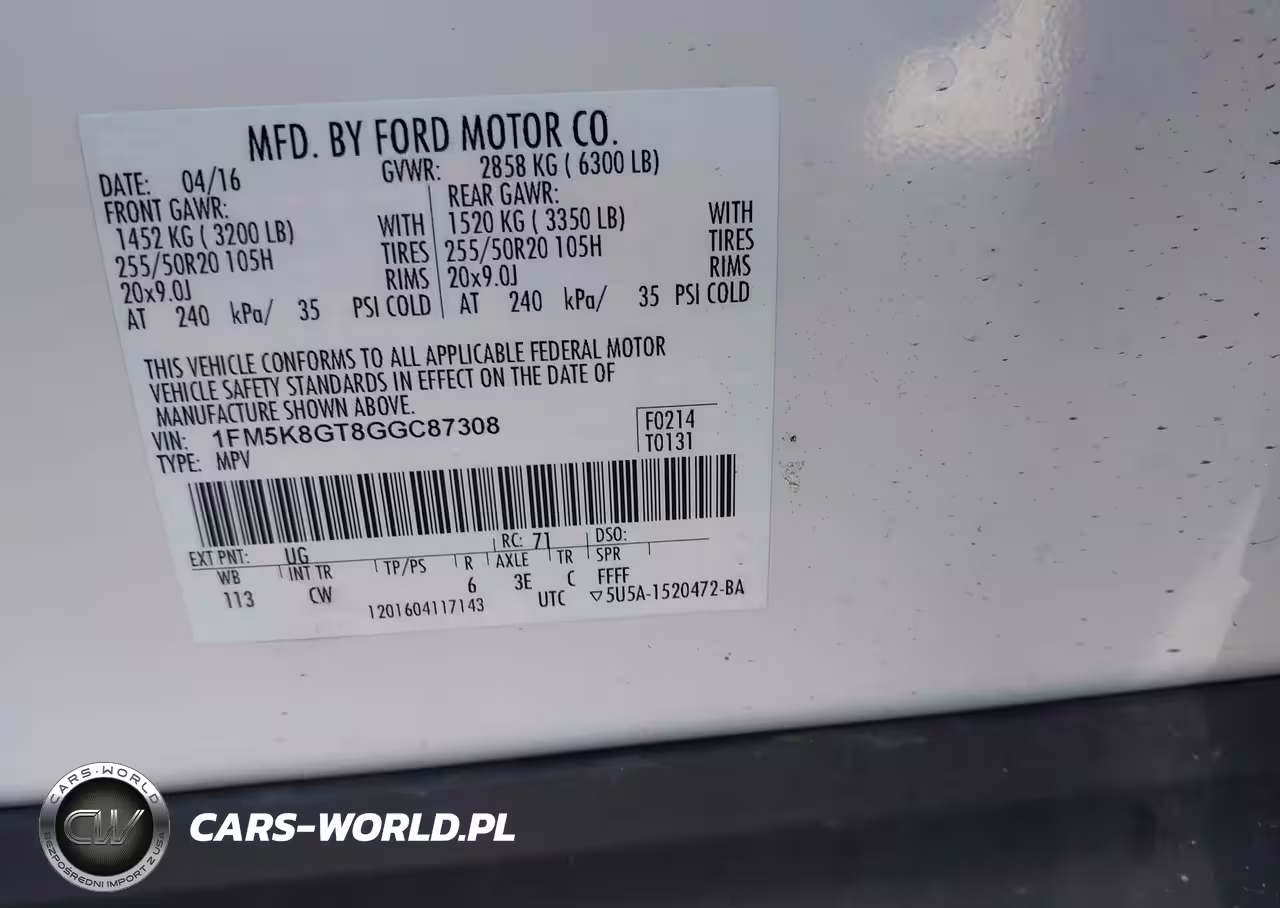 MFD. BY FORD MOTOR CO.
DATE: 04/16 GVWR: 2858 KG ( 6300 LB)
FRONT GAWR: REAR GAWR:
1452 KG ( 3200 LB) WITH 1520 KG ( 3350 LB) WITH
255/50R20 105H TIRES 255/50R20 105H TIRES
20x9.0J RIMS 20x9.0J RIMS
AT 240 kPa/ 35 PSI COLD AT 240 kPa/ 35 PSI COLD
THIS VEHICLE CONFORMS TO ALL APPLICABLE FEDERAL MOTOR
VEHICLE SAFETY STANDARDS IN EFFECT ON THE DATE OF
MANUFACTURE SHOWN ABOVE.
VIN: 1FM5K8GT8GGC87308 F0214
TYPE: MPV T0131
EXT PNT: UG RC: 71 DSO:
WB INT TR TP/PS R AXLE TR SPR
113 CW 6 3E C FFFF
1201604117143 UTC ▽5U5A-1520472-BA
CARS-WORLD
CW
BEZPOŚREDNI IMPORT Z USA
CARS-WORLD.PL